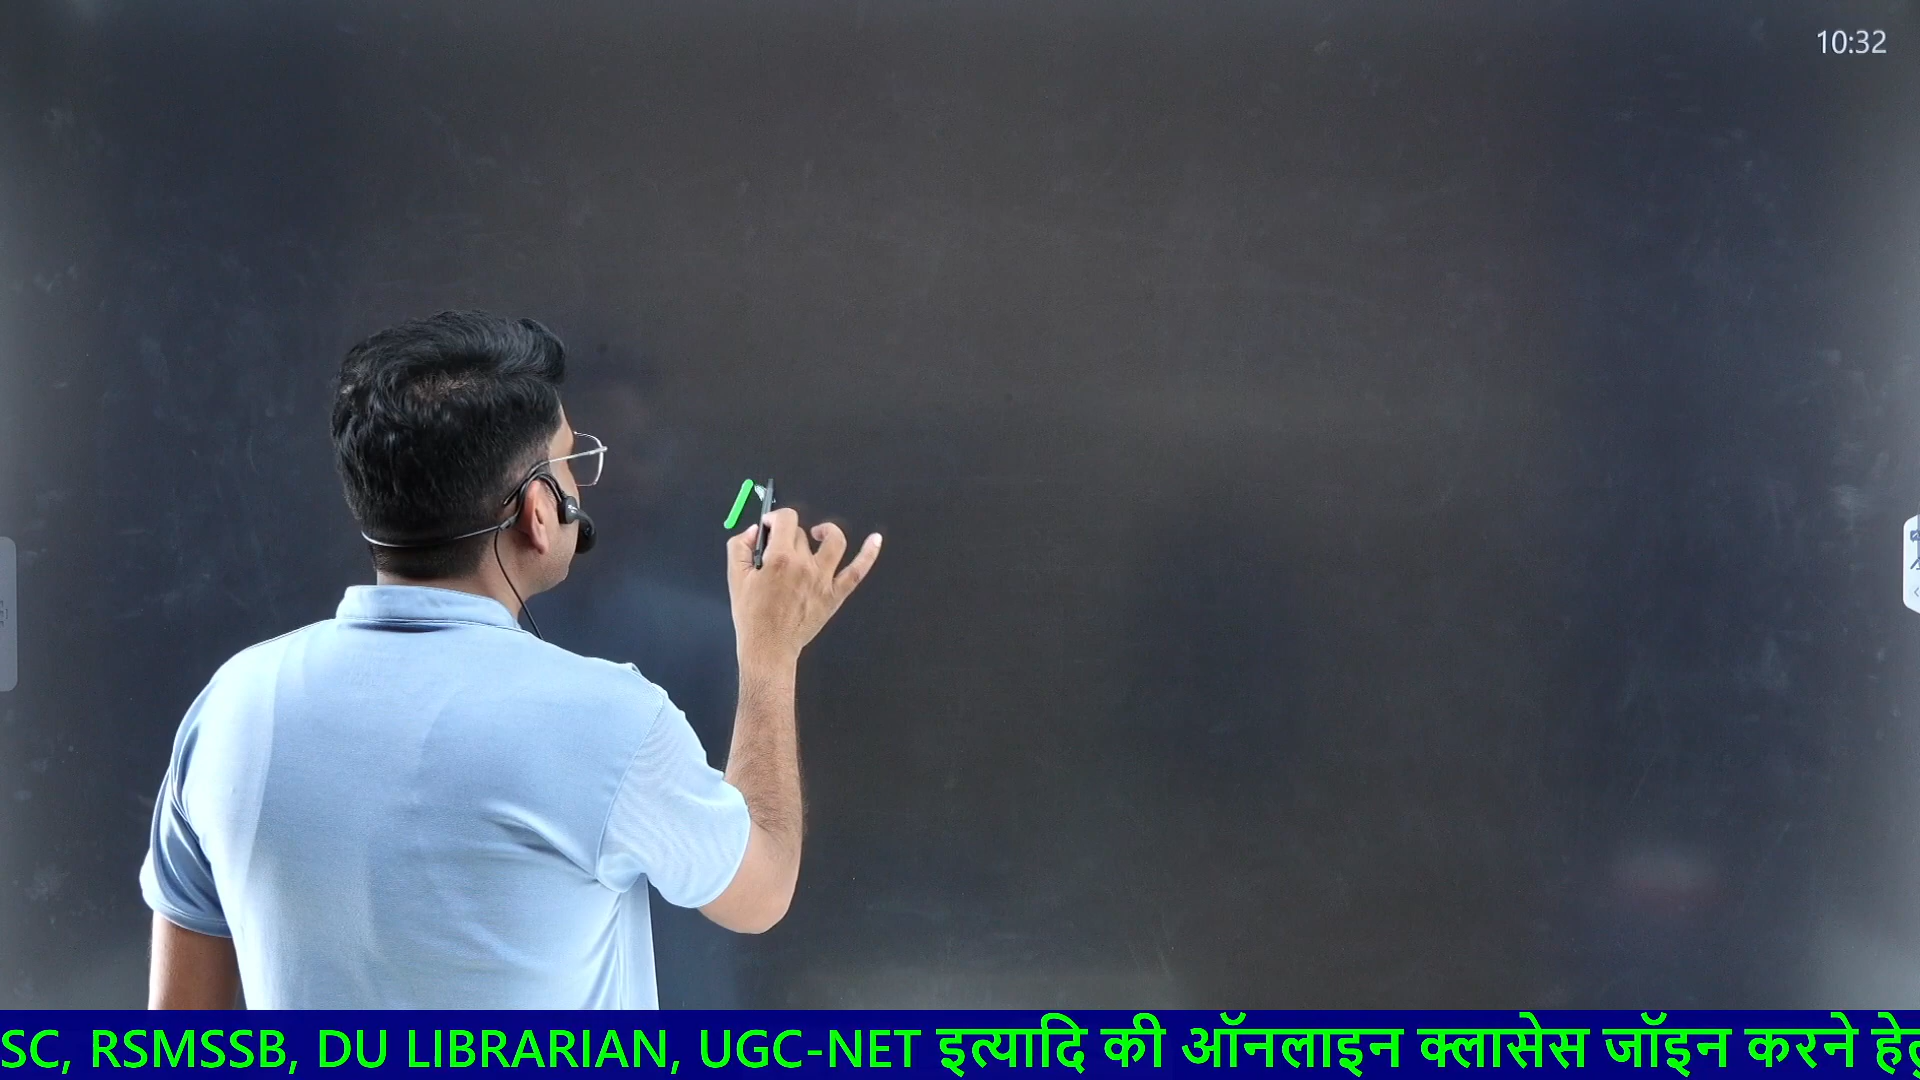 10:32
SC, RSMSSB, DU LIBRARIAN, UGC-NET इत्यादि की ऑनलाइन क्लासेस जॉइन करने हेतु